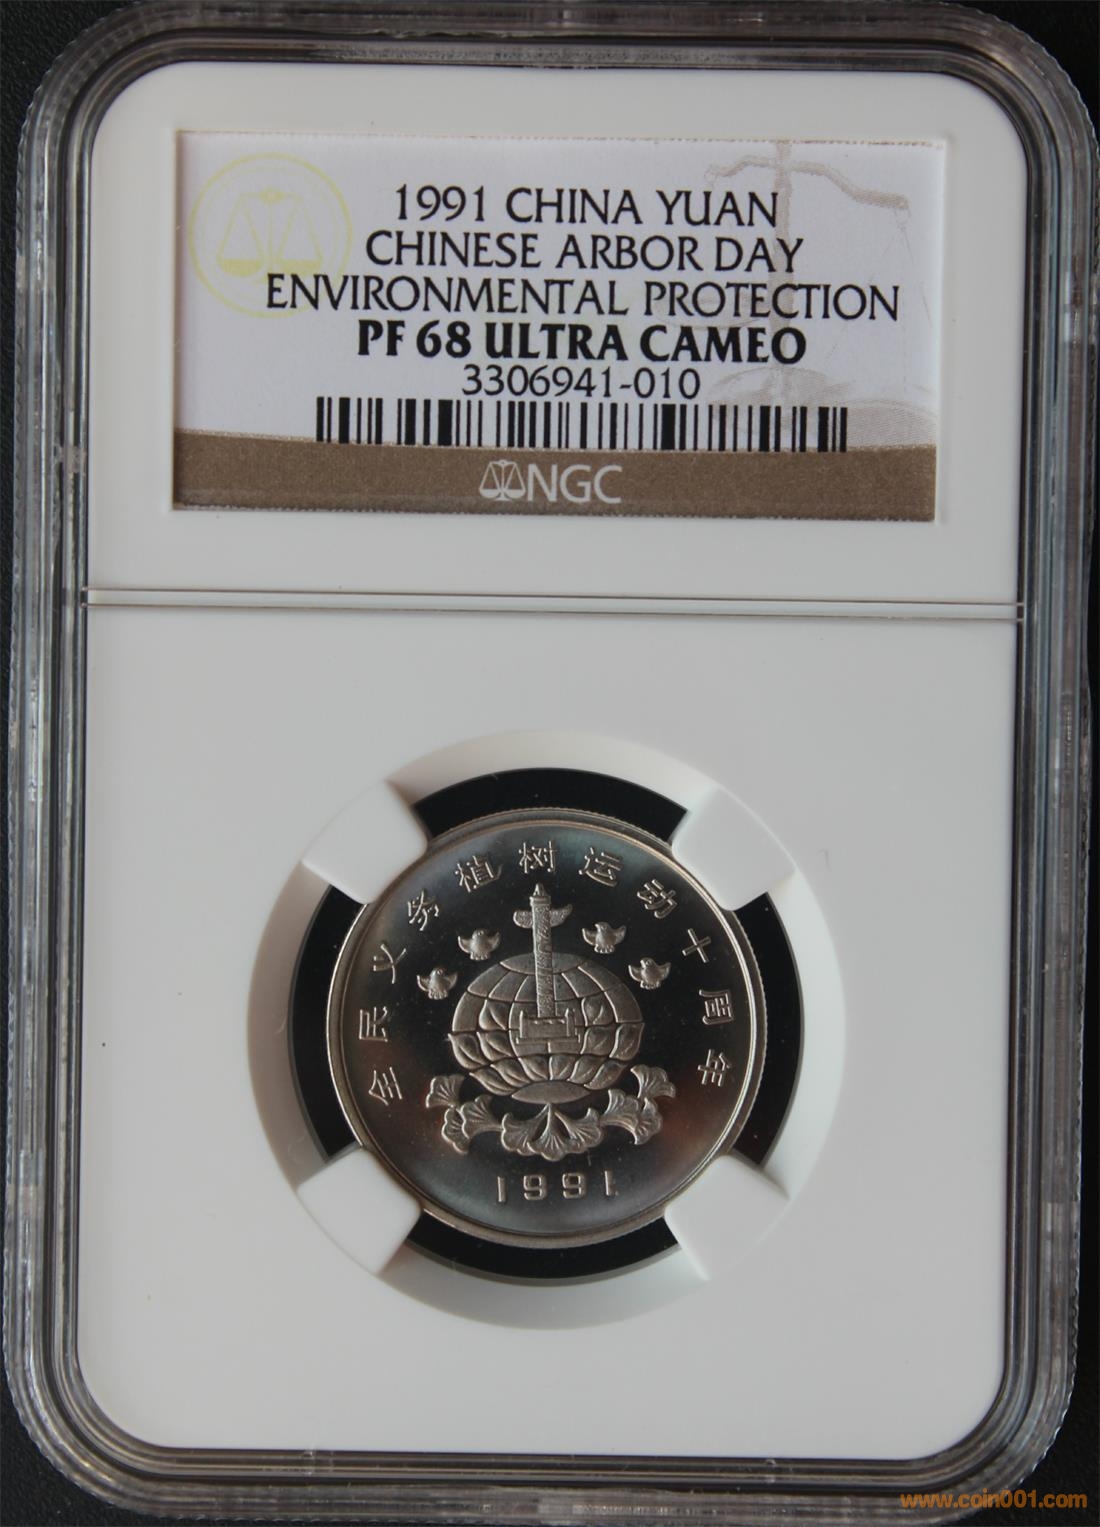 1991 CHINA YUAN
CHINESE ARBOR DAY
ENVIRONMENTAL PROTECTION
PF 68 ULTRA CAMEO
3306941-010
NGC
全民义务植树运动十周年
1991
www.coin001.com